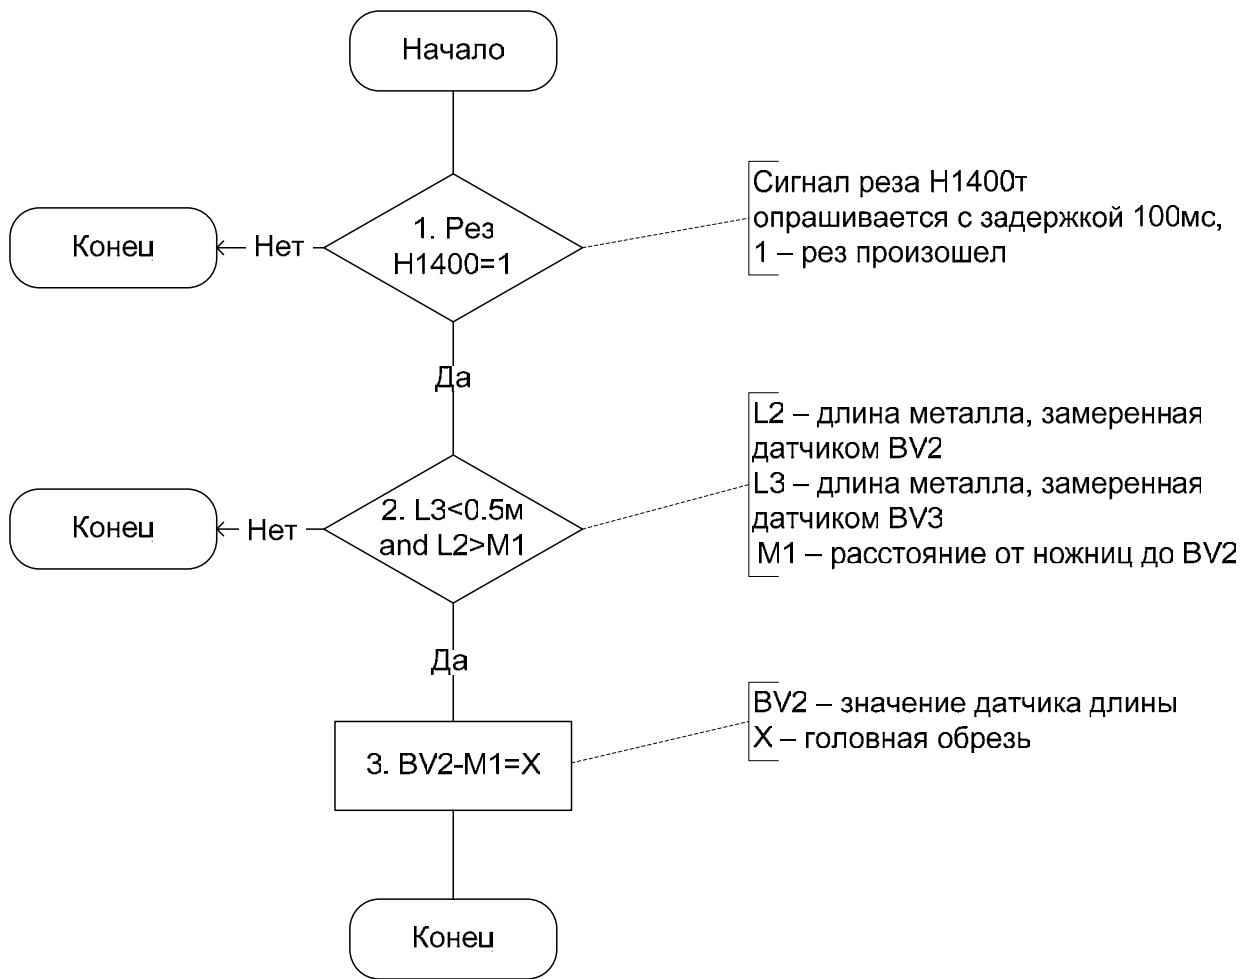 Начало
1. Рез
Н1400=1
Сигнал реза Н1400т
опрашивается с задержкой 100мс,
1 – рез произошел
Конец
Нет
Да
2. L3<0.5м
and L2>M1
L2 – длина металла, замеренная
датчиком BV2
L3 – длина металла, замеренная
датчиком BV3
M1 – расстояние от ножниц до BV2
Конец
Нет
Да
3. BV2-M1=X
BV2 – значение датчика длины
X – головная обрезь
Конец